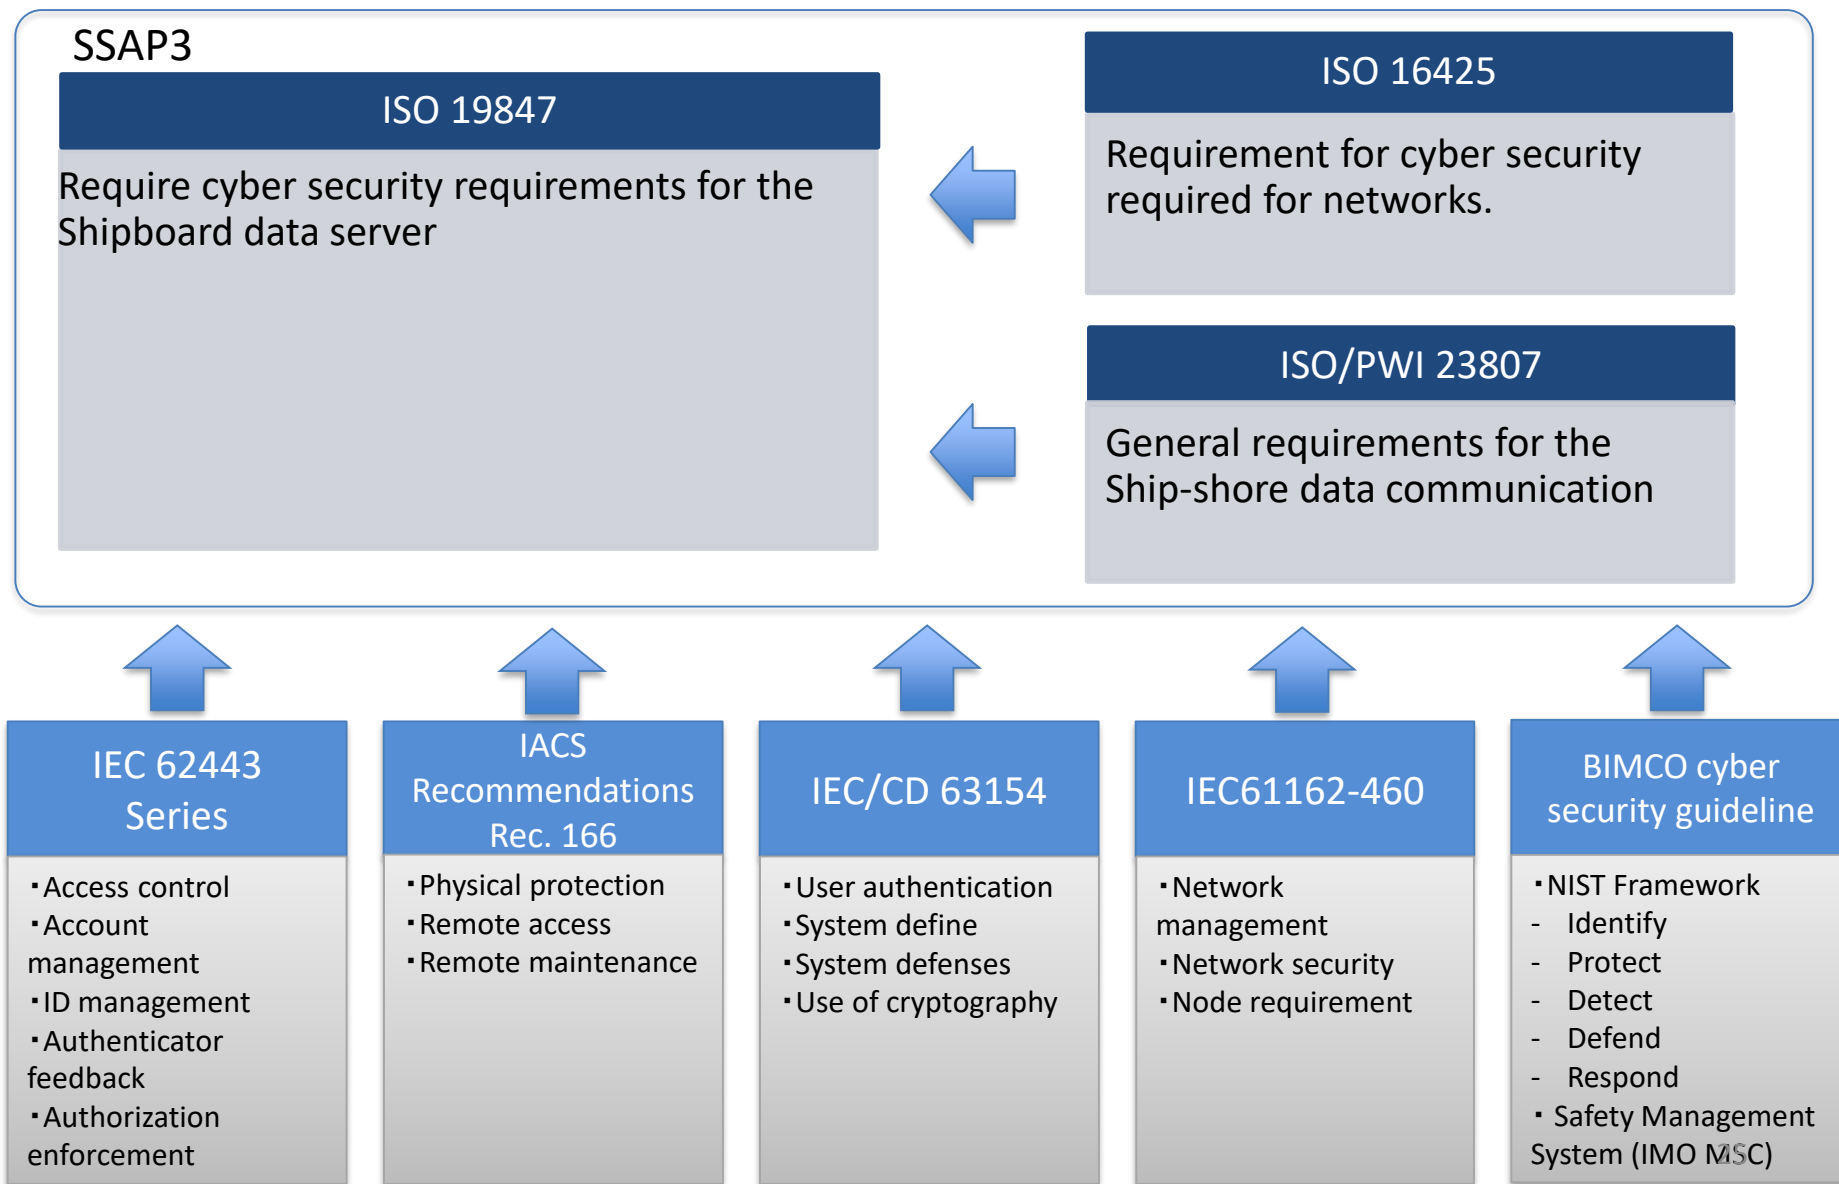 SSAP3
ISO 19847
Require cyber security requirements for the
Shipboard data server
ISO 16425
Requirement for cyber security
required for networks.
ISO/PWI 23807
General requirements for the
Ship-shore data communication
IEC 62443
Series
・Access control
・Account
management
・ID management
・Authenticator
feedback
・Authorization
enforcement
IACS
Recommendations
Rec. 166
・Physical protection
・Remote access
・Remote maintenance
IEC/CD 63154
・User authentication
・System define
・System defenses
・Use of cryptography
IEC61162-460
・Network
management
・Network security
・Node requirement
BIMCO cyber
security guideline
・NIST Framework
- Identify
- Protect
- Detect
- Defend
- Respond
・ Safety Management
System (IMO MSC)
25